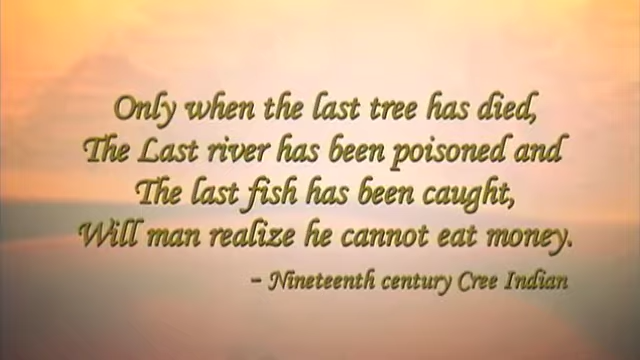 Only when the last tree has died,
The Last river has been poisoned and
The last fish has been caught,
Will man realize he cannot eat money.
- Nineteenth century Cree Indian